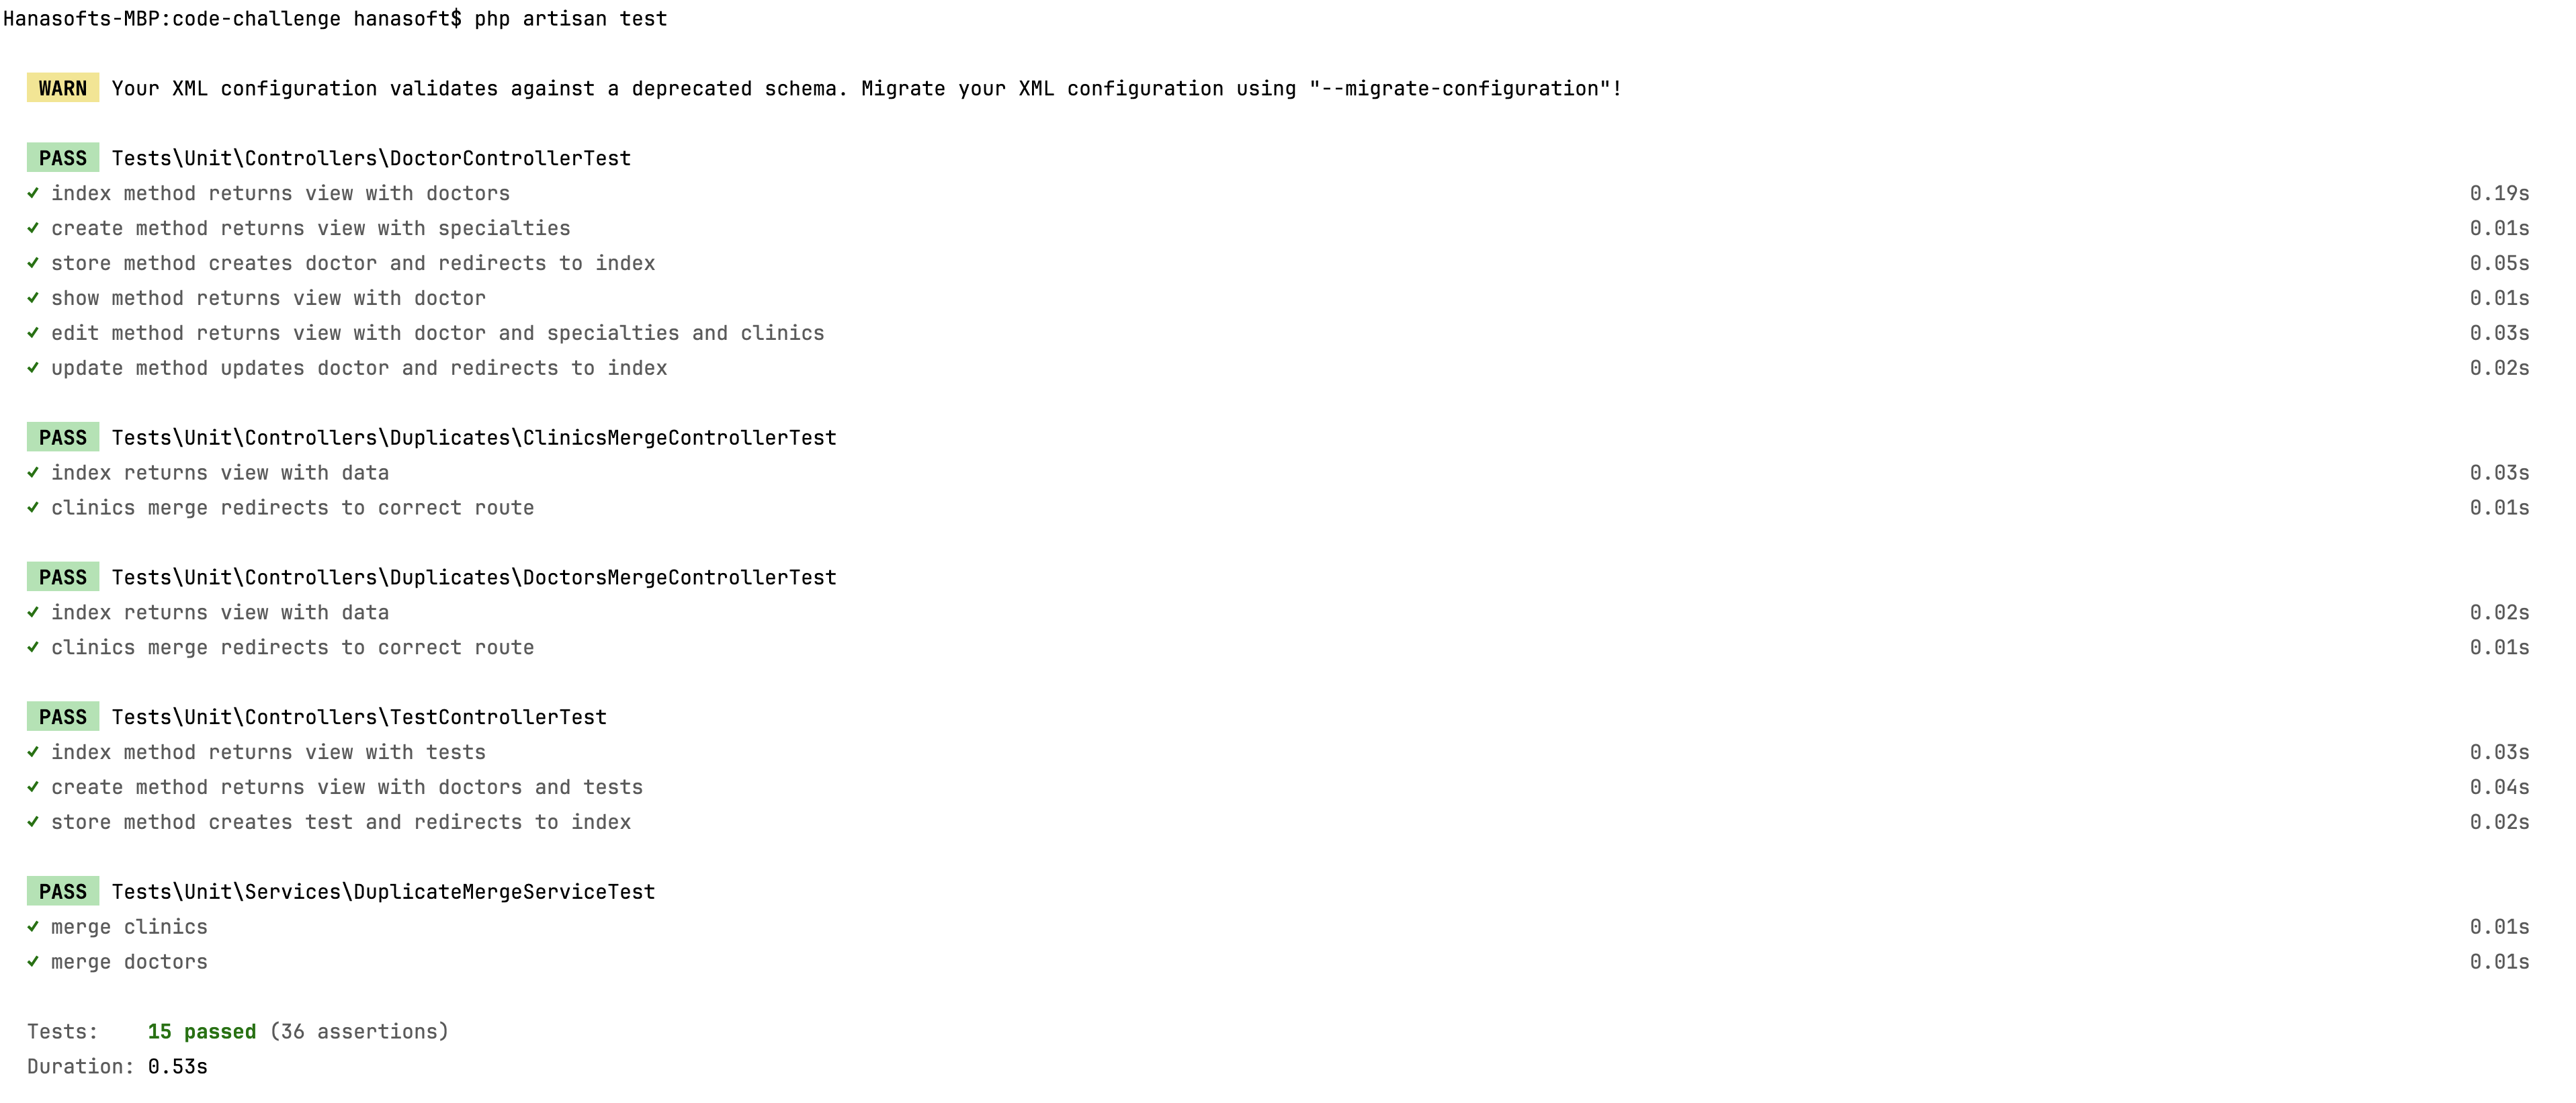 Hanasofts-MBP:code-challenge hanasoft$ php artisan test
WARN Your XML configuration validates against a deprecated schema. Migrate your XML configuration using "--migrate-configuration"!
PASS Tests\Unit\Controllers\DoctorControllerTest
✓ index method returns view with doctors 0.19s
✓ create method returns view with specialties 0.01s
✓ store method creates doctor and redirects to index 0.05s
✓ show method returns view with doctor 0.01s
✓ edit method returns view with doctor and specialties and clinics 0.03s
✓ update method updates doctor and redirects to index 0.02s
PASS Tests\Unit\Controllers\Duplicates\ClinicsMergeControllerTest
✓ index returns view with data 0.03s
✓ clinics merge redirects to correct route 0.01s
PASS Tests\Unit\Controllers\Duplicates\DoctorsMergeControllerTest
✓ index returns view with data 0.02s
✓ clinics merge redirects to correct route 0.01s
PASS Tests\Unit\Controllers\TestControllerTest
✓ index method returns view with tests 0.03s
✓ create method returns view with doctors and tests 0.04s
✓ store method creates test and redirects to index 0.02s
PASS Tests\Unit\Services\DuplicateMergeServiceTest
✓ merge clinics 0.01s
✓ merge doctors 0.01s
Tests: 15 passed (36 assertions)
Duration: 0.53s